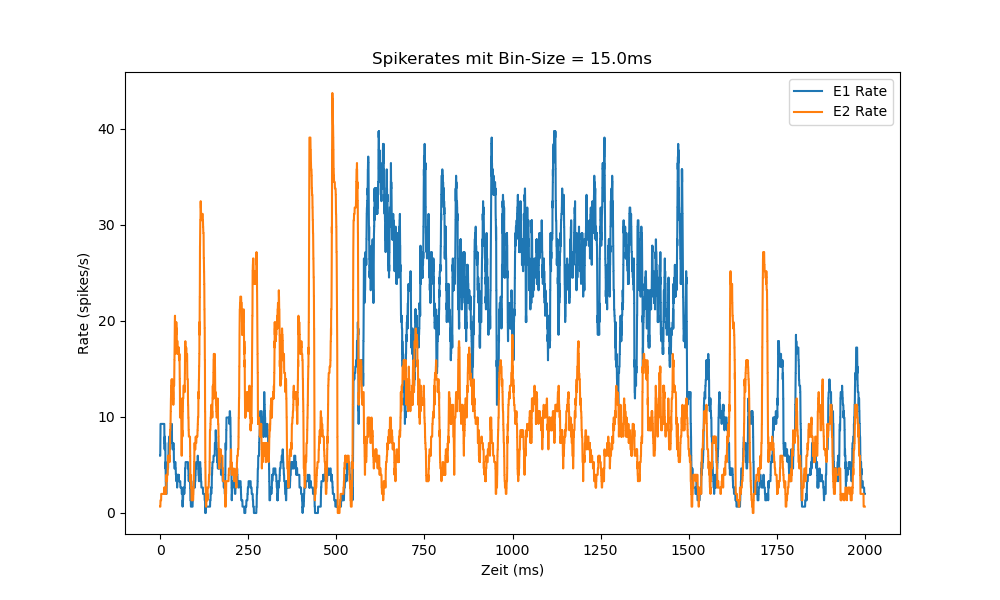 Spikerates mit Bin-Size = 15.0ms
E1 Rate
E2 Rate
Rate (spikes/s)
40
30
20
10
0
0 250 500 750 1000 1250 1500 1750 2000
Zeit (ms)